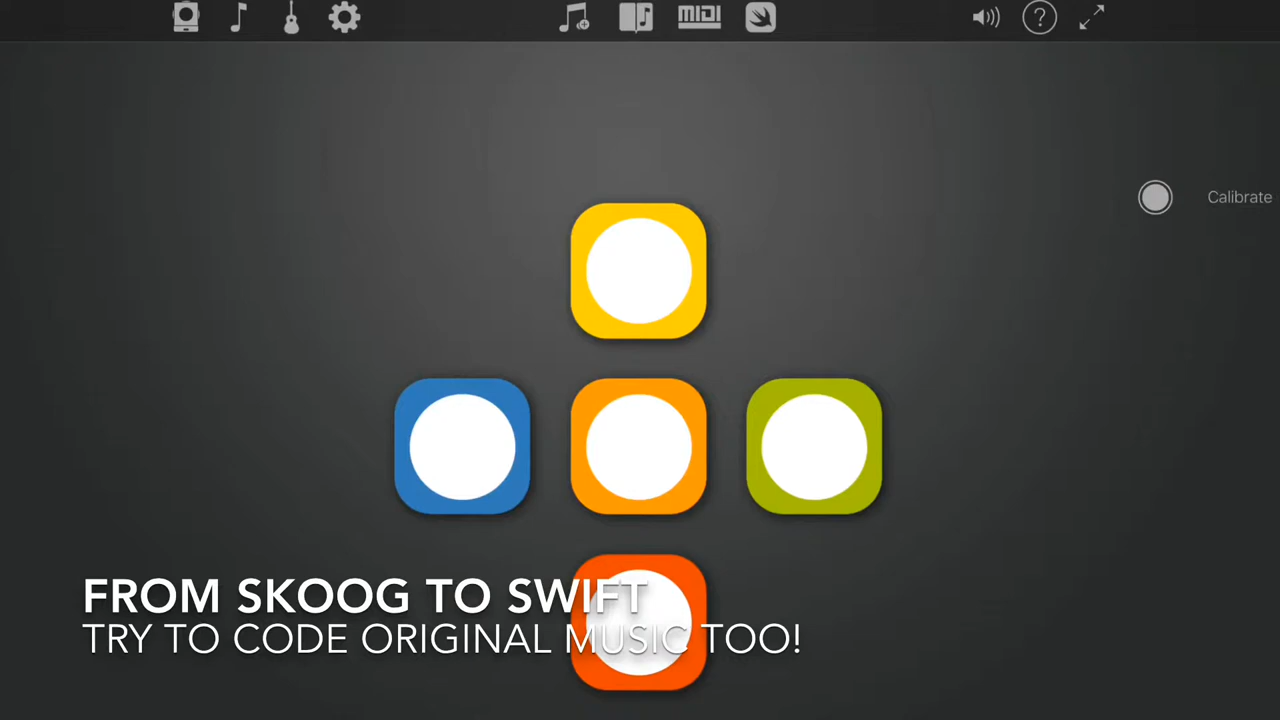 MIDI
?
Calibrate
FROM SKOOG TO SWIFT
TRY TO CODE ORIGINAL MUSIC TOO!